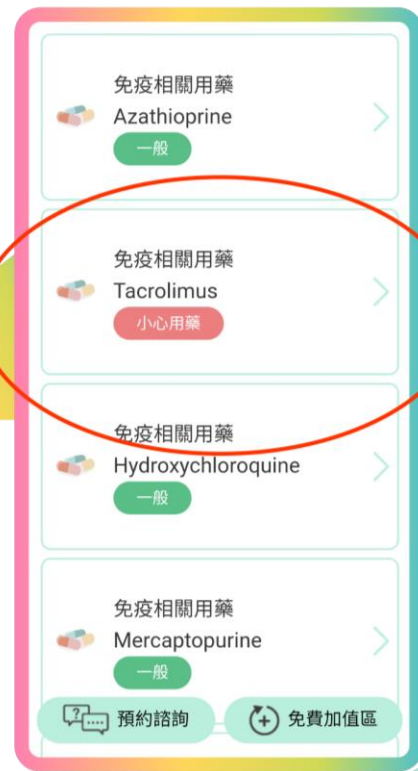 免疫相關用藥
Azathioprine
一般
免疫相關用藥
Tacrolimus
小心用藥
免疫相關用藥
Hydroxychloroquine
一般
免疫相關用藥
Mercaptopurine
一般
預約諮詢
免費加值區